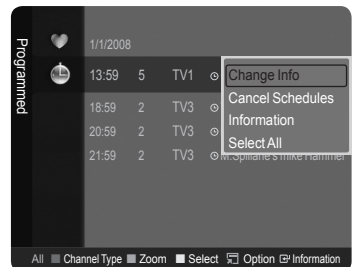 Programmed
1/1/2008
13:59 5 TV1
Change Info
Cancel Schedules
Information
Select All
18:59 2 TV3
20:59 2 TV3
21:59 2 TV3 M.Spillane's mike Hammer
All Channel Type Zoom Select Option Information